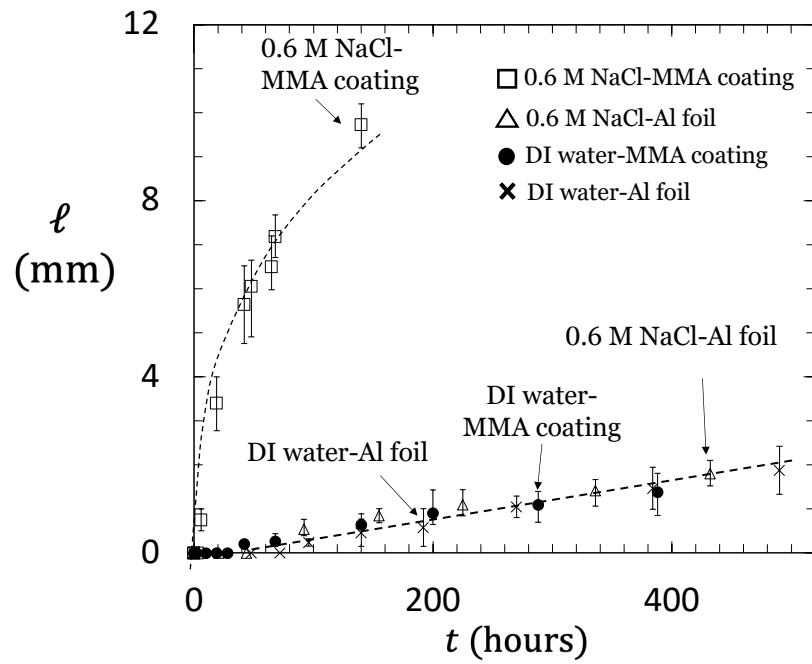 12
8
4
0
ℓ
(mm)
0
200
400
t (hours)
0.6 M NaCl-
MMA coating
0.6 M NaCl-MMA coating
0.6 M NaCl-Al foil
DI water-MMA coating
DI water-Al foil
0.6 M NaCl-Al foil
DI water-
MMA coating
DI water-Al foil